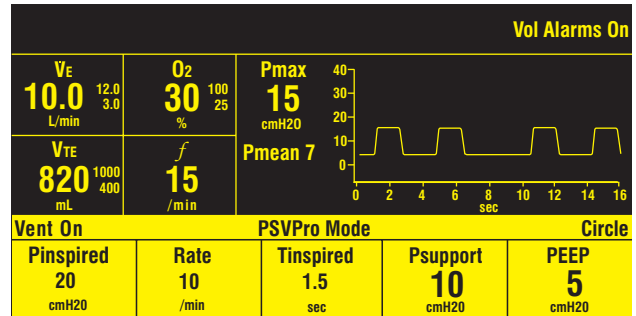 Vol Alarms On
V̇E
10.0 12.0 3.0
L/min
O2
30 100 25
%
Pmax
15
cmH2O
Pmean 7
40
30
20
10
0
0 2 4 6 8 10 12 14 16
sec
VTE
820 1000 400
mL
f
15
/min
Vent On PSVPro Mode Circle
Pinspired
20
cmH20
Rate
10
/min
Tinspired
1.5
sec
Psupport
10
cmH20
PEEP
5
cmH20